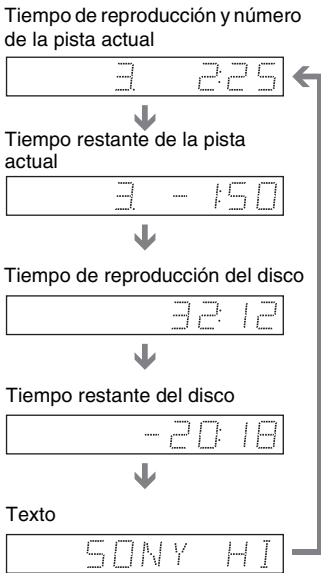 Tiempo de reproducción y número
de la pista actual
3. 2:25
Tiempo restante de la pista
actual
3. -1:50
Tiempo de reproducción del disco
32:12
Tiempo restante del disco
-20:18
Texto
SONY HI